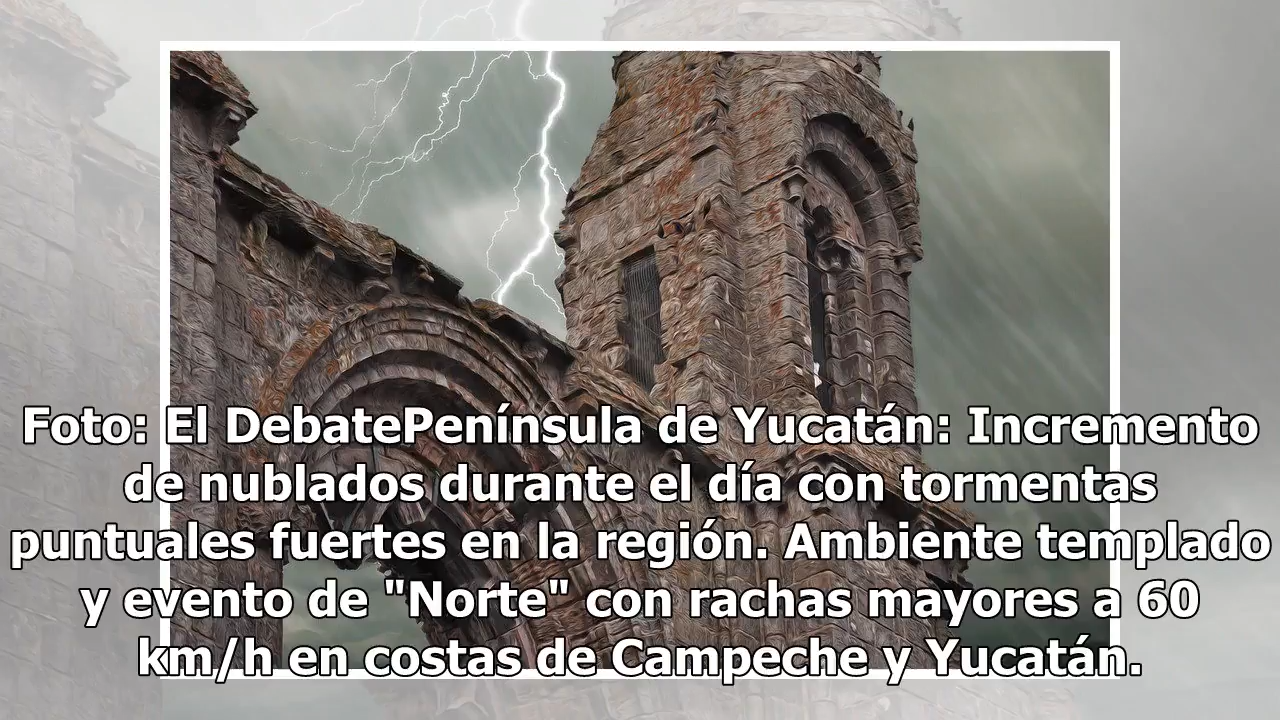 Foto: El DebatePenínsula de Yucatán: Incremento
de nublados durante el día con tormentas
puntuales fuertes en la región. Ambiente templado
y evento de "Norte" con rachas mayores a 60
km/h en costas de Campeche y Yucatán.